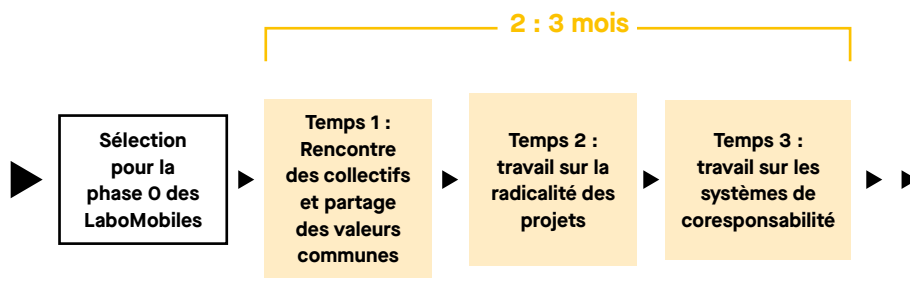 2 : 3 mois
Sélection
pour la
phase 0 des
LaboMobiles
Temps 1 :
Rencontre
des collectifs
et partage
des valeurs
communes
Temps 2 :
travail sur la
radicalité des
projets
Temps 3 :
travail sur les
systèmes de
coresponsabilité